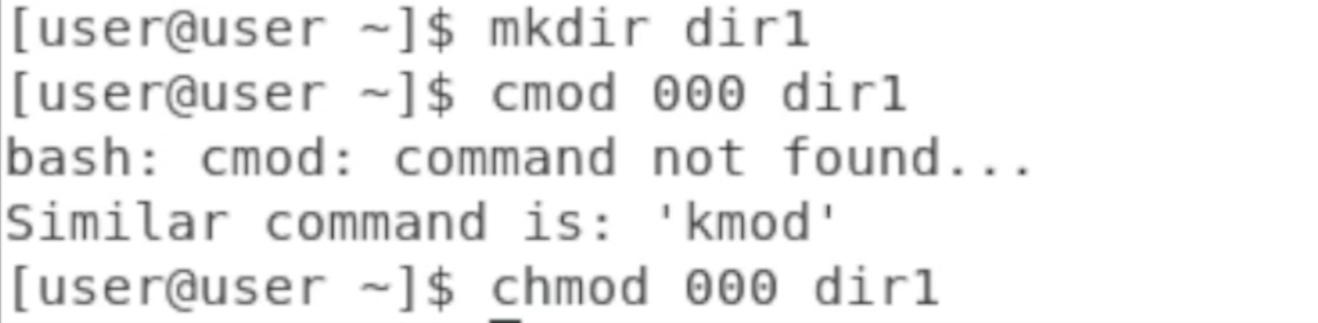 [user@user ~]$ mkdir dir1
[user@user ~]$ cmod 000 dir1
bash: cmod: command not found...
Similar command is: 'kmod'
[user@user ~]$ chmod 000 dir1